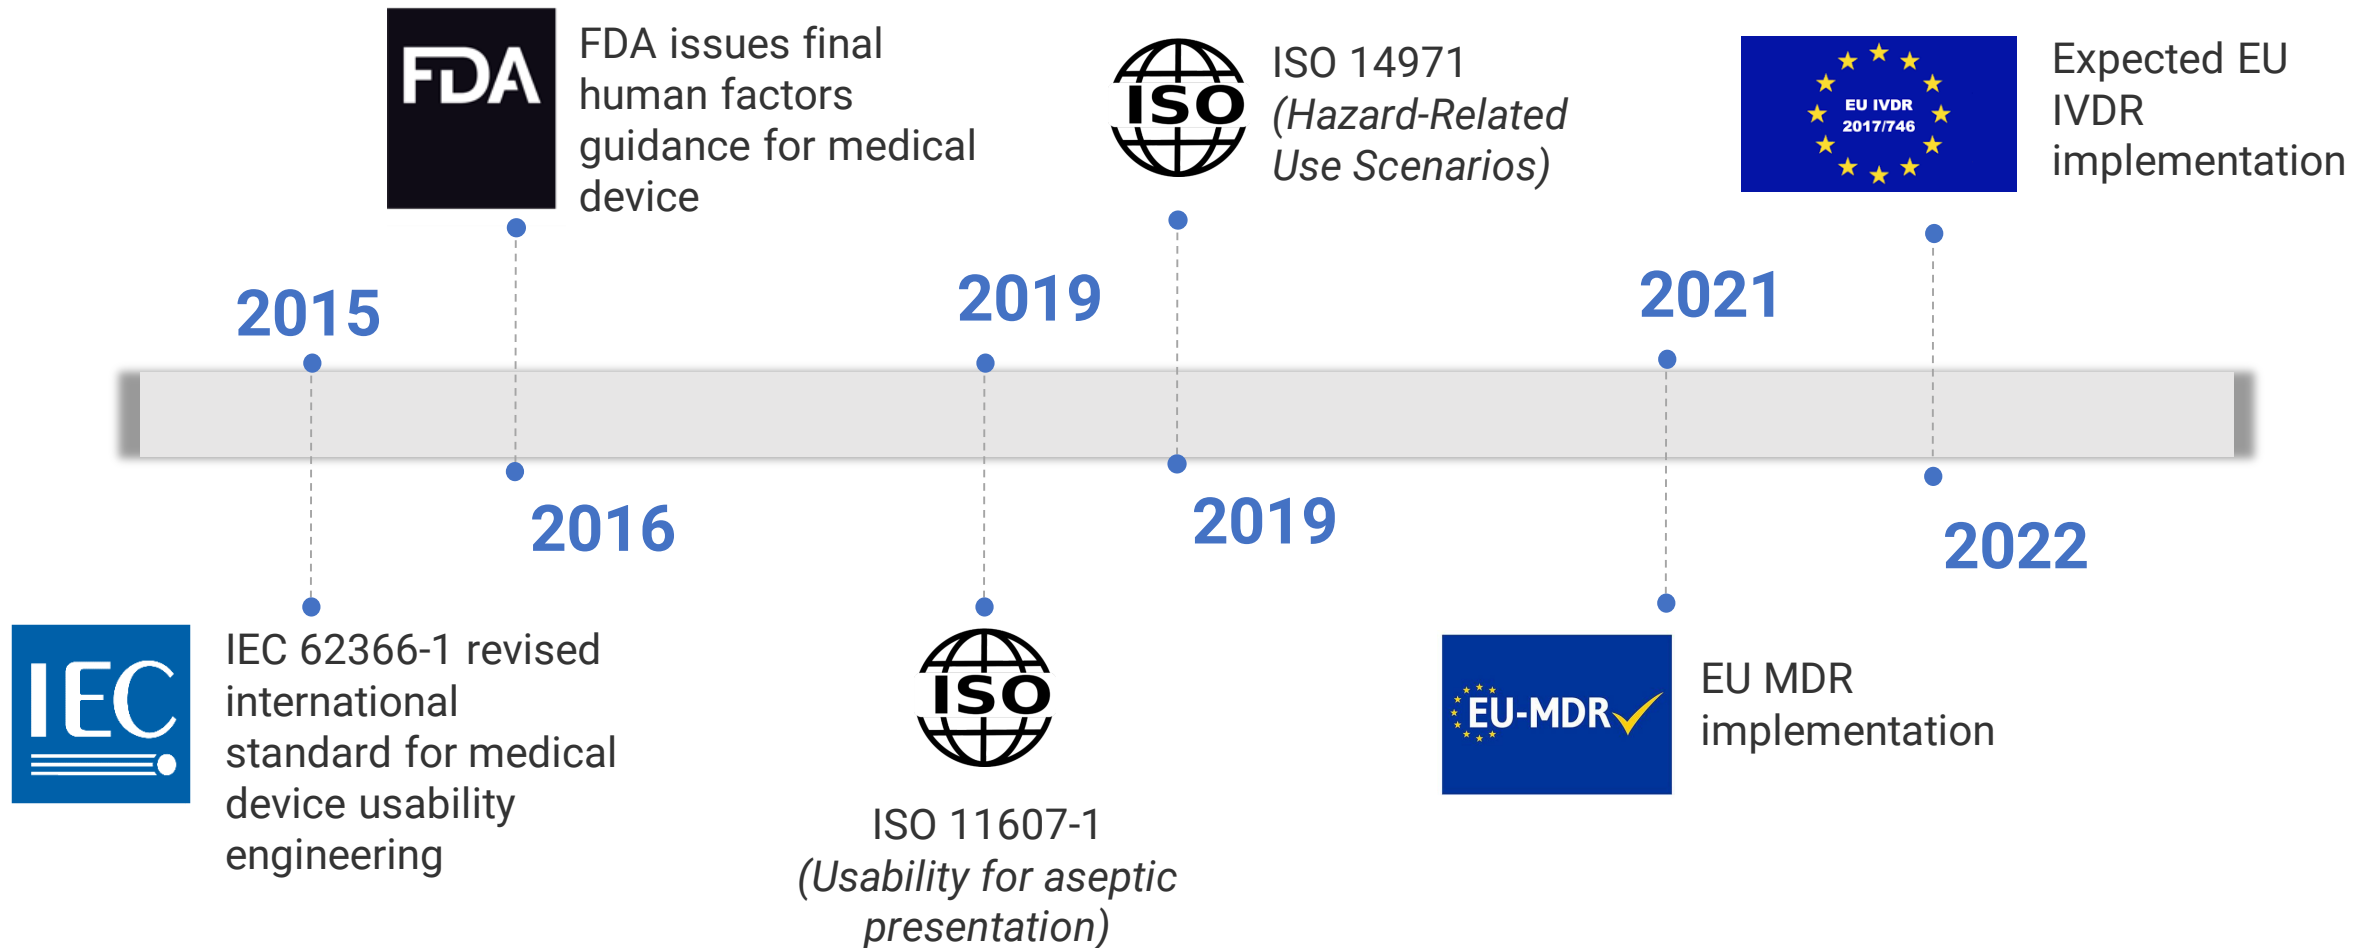 FDA
FDA issues final
human factors
guidance for medical
device
ISO
ISO 14971
(Hazard-Related
Use Scenarios)
EU IVDR
2017/746
Expected EU
IVDR
implementation
2015
2019
2021
2016
2019
2022
IEC
IEC 62366-1 revised
international
standard for medical
device usability
engineering
ISO
ISO 11607-1
(Usability for aseptic
presentation)
EU-MDR
EU MDR
implementation